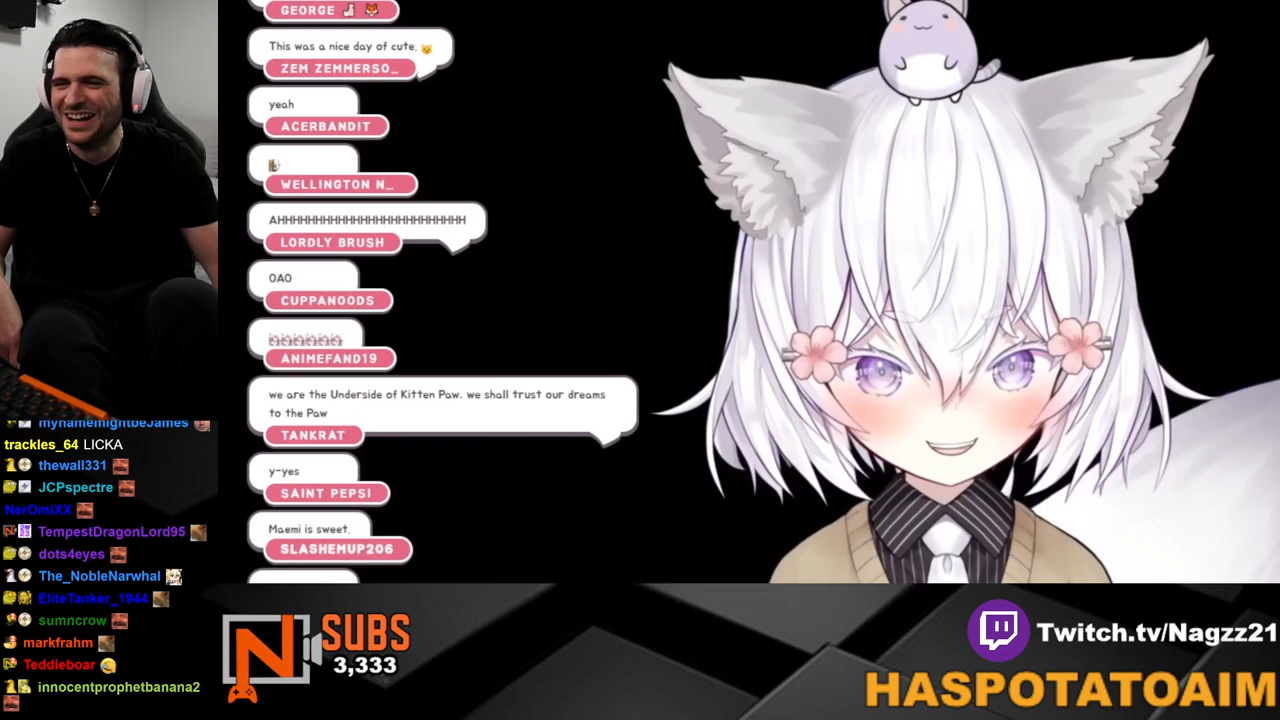 GEORGE
This was a nice day of cute.
ZEM ZEMMERSO_
yeah
ACERBANDIT
WELLINGTON N_
AHHHHHHHHHHHHHHHHHHHHHHHHH
LORDLY BRUSH
OAO
CUPPANOODS
ANIMEFAND19
we are the Underside of Kitten Paw. we shall trust our dreams
to the Paw
TANKRAT
y-yes
SAINT PEPSI
Maemi is sweet.
SLASHEMUP206
mynamemightbeJames
trackles_64 LICKA
thewall331
JCPspectre
NerOmiXX
TempestDragonLord95
dots4eyes
The_NobleNarwhal
EliteTanker_1944
sumncrow
markfrahm
Teddieboar
innocentprophetbanana2
N SUBS
3,333
Twitch.tv/Nagzz21
HASPOTATOAIM